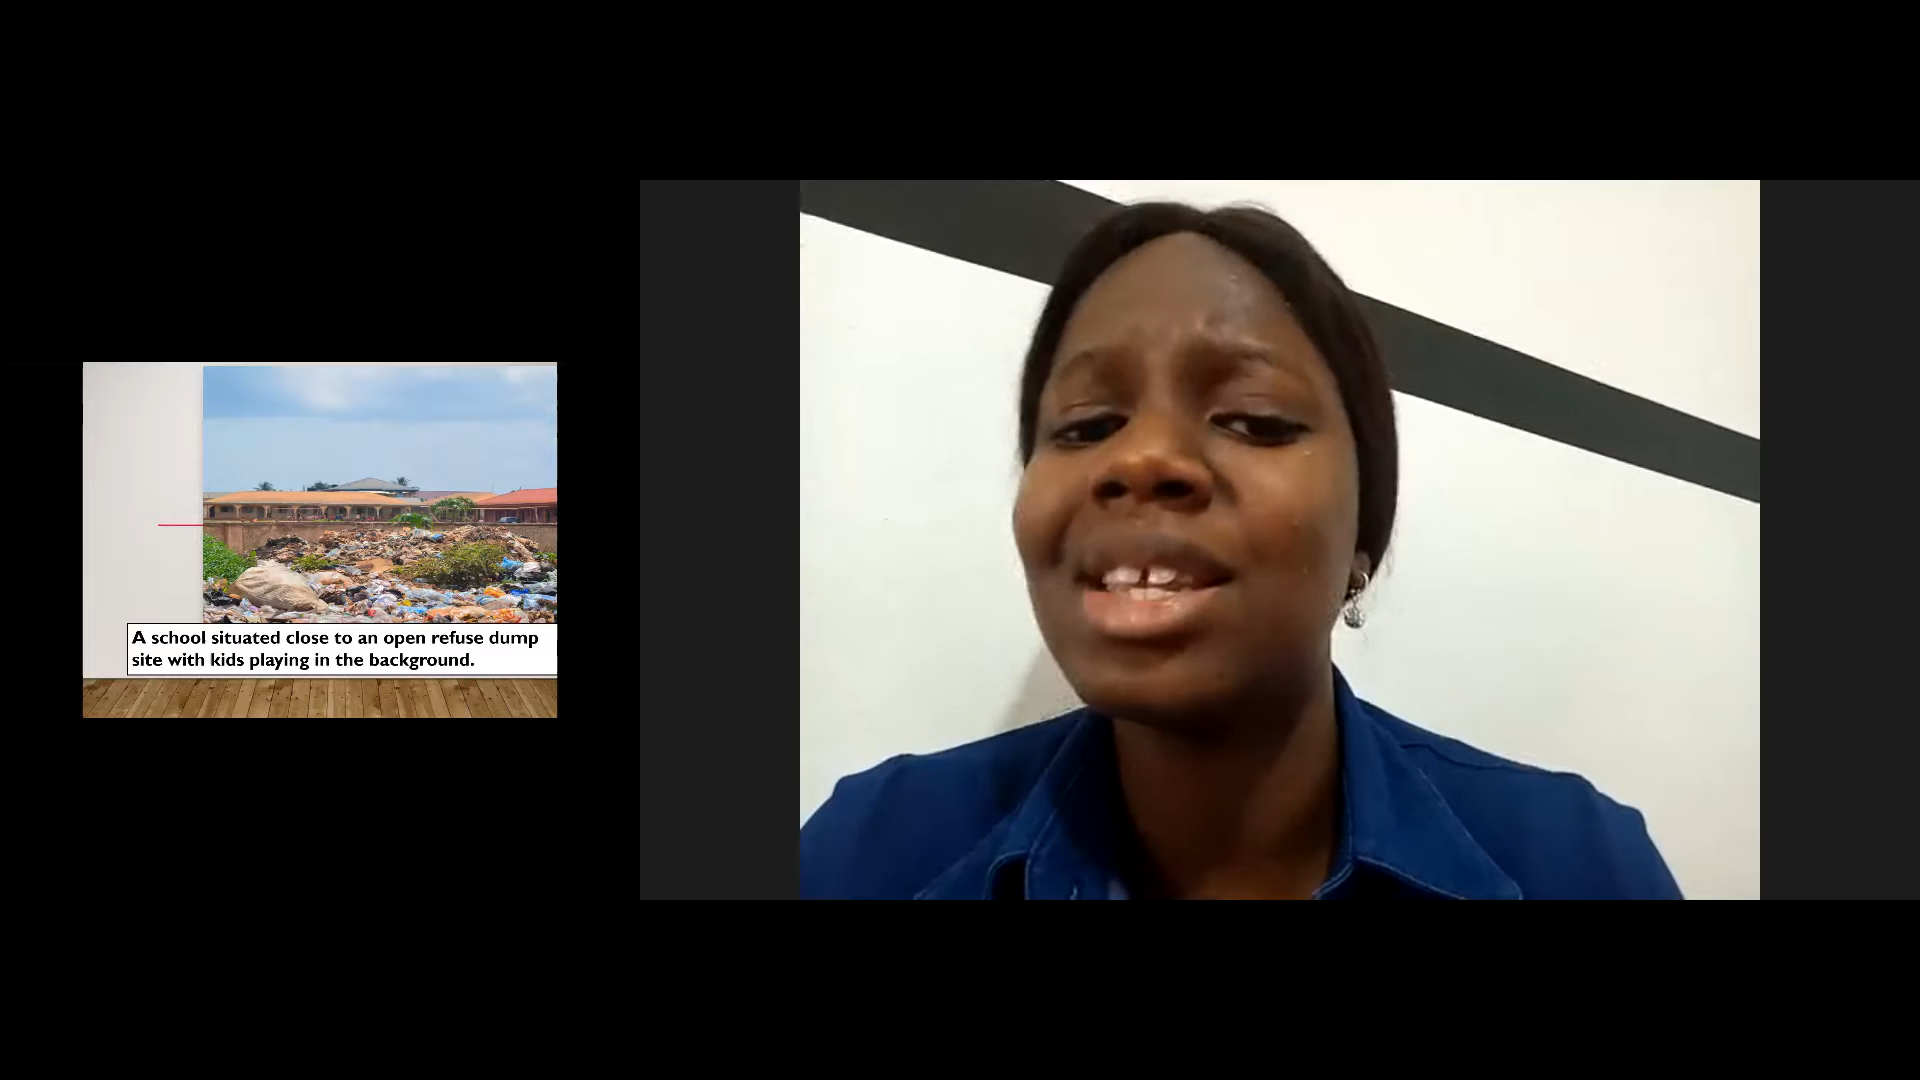 A school situated close to an open refuse dump
site with kids playing in the background.